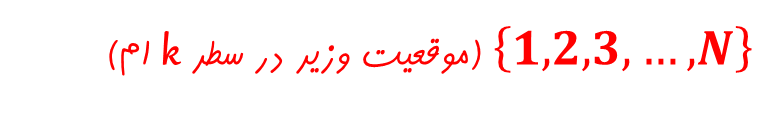 {1,2,3, … ,N} (موقعیت وزیر در سطر k ام)